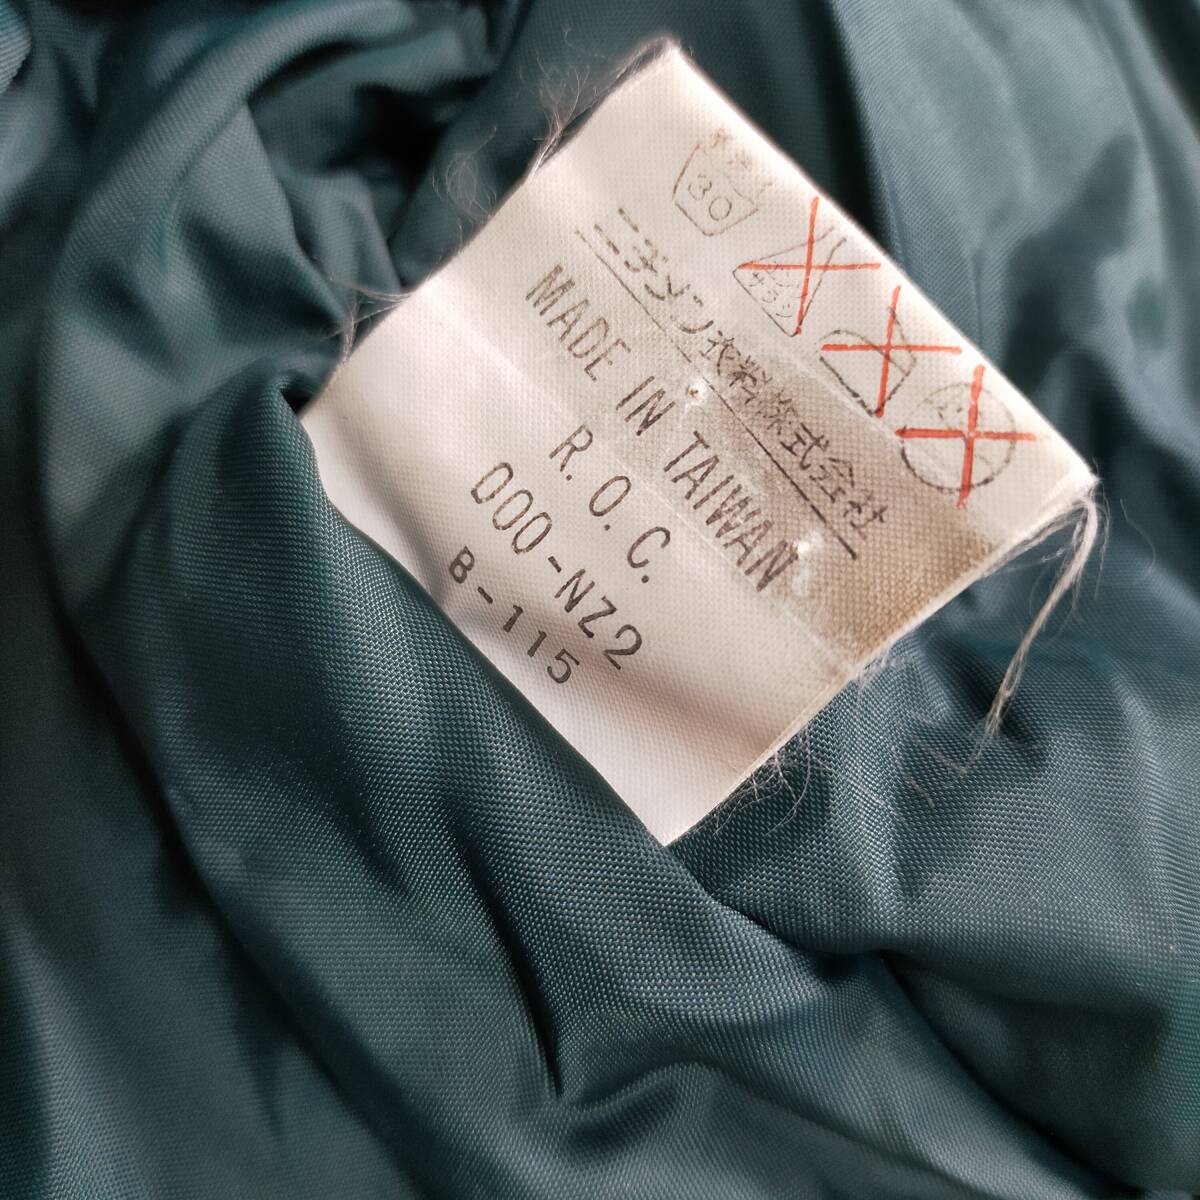 30
ニチメン衣料株式会社
MADE IN TAIWAN
R. O. C.
000-NZ2
B-115